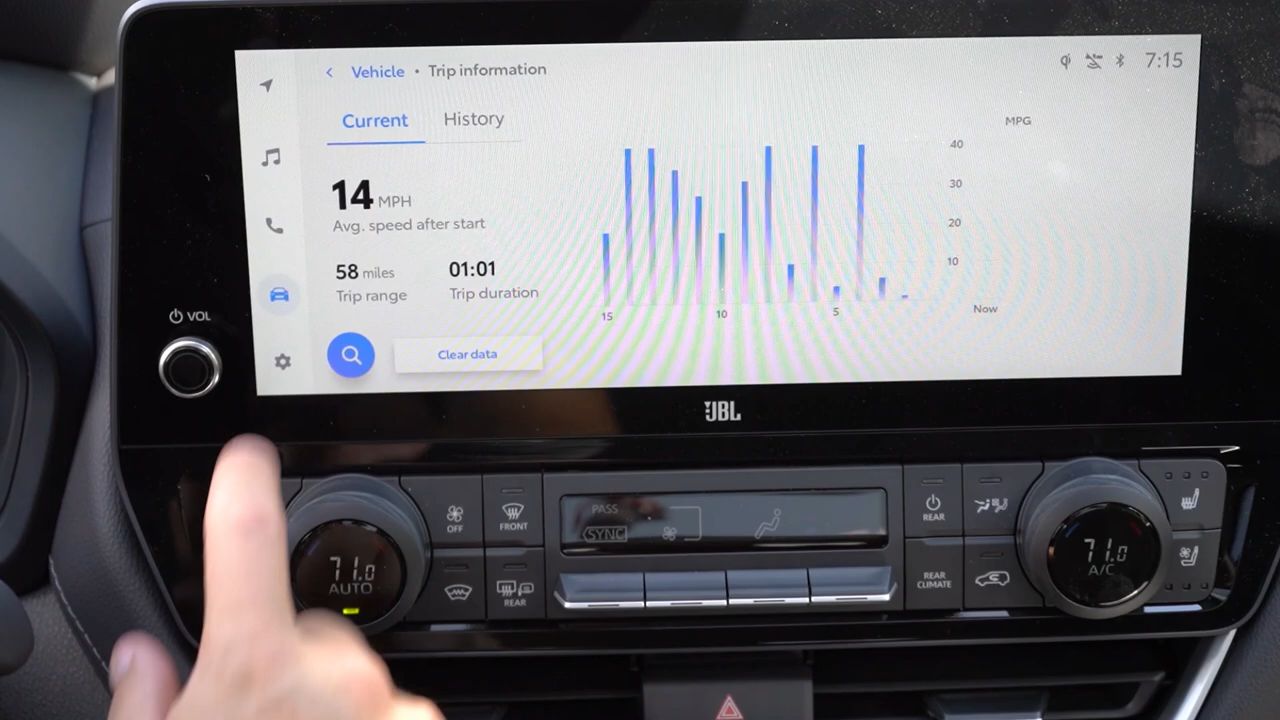 Vehicle • Trip information
7:15
Current
History
MPG
40
30
20
10
14 MPH
Avg. speed after start
58 miles
Trip range
01:01
Trip duration
15
10
5
Now
Clear data
VOL
JBL
OFF
FRONT
PASS
SYNC
REAR
71.0
AUTO
REAR
REAR
CLIMATE
71.0
A/C